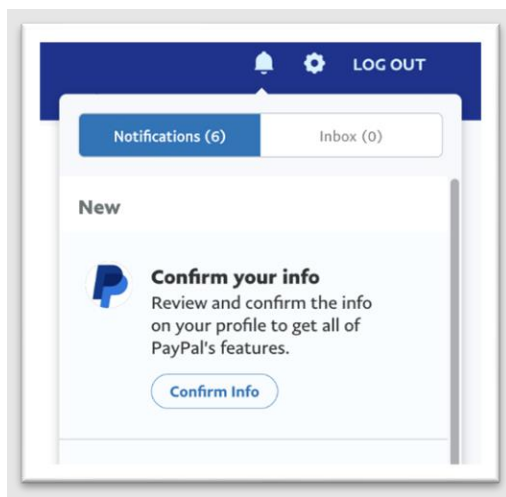 LOG OUT
Notifications (6)
Inbox (0)
New
Confirm your info
Review and confirm the info
on your profile to get all of
PayPal's features.
Confirm Info